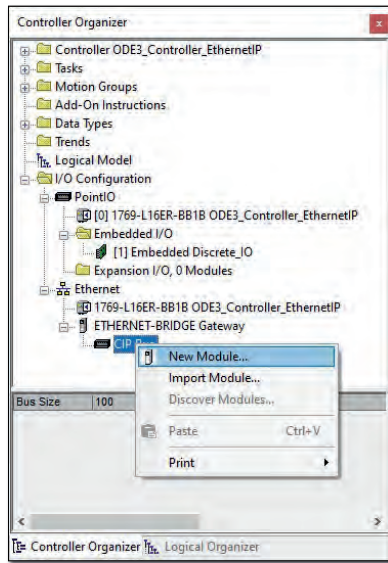 Controller Organizer
Controller ODE3_Controller_EthernetIP
Tasks
Motion Groups
Add-On Instructions
Data Types
Trends
Logical Model
I/O Configuration
PointIO
[0] 1769-L16ER-BB1B ODE3_Controller_EthernetIP
Embedded I/O
[1] Embedded Discrete_IO
Expansion I/O, 0 Modules
Ethernet
1769-L16ER-BB1B ODE3_Controller_EthernetIP
ETHERNET-BRIDGE Gateway
CIP
New Module...
Import Module...
Discover Modules...
Paste Ctrl+V
Print
Bus Size 100
Controller Organizer Logical Organizer